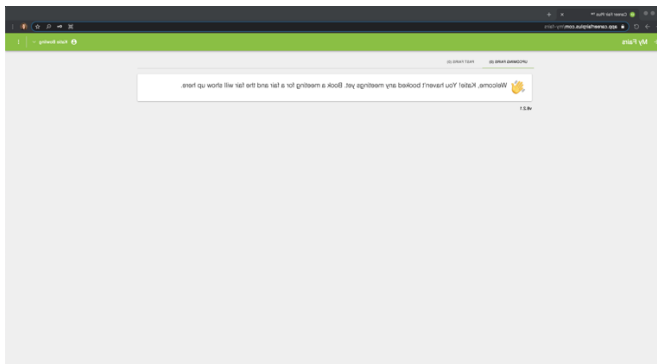 Career Fair Plus ™
app.careerfairplus.com/my-fairs
My Fairs
Katie Bowling
UPCOMING FAIRS (0)
PAST FAIRS (0)
Welcome, Katie! You haven't booked any meetings yet. Book a meeting for a fair and the fair will show up here.